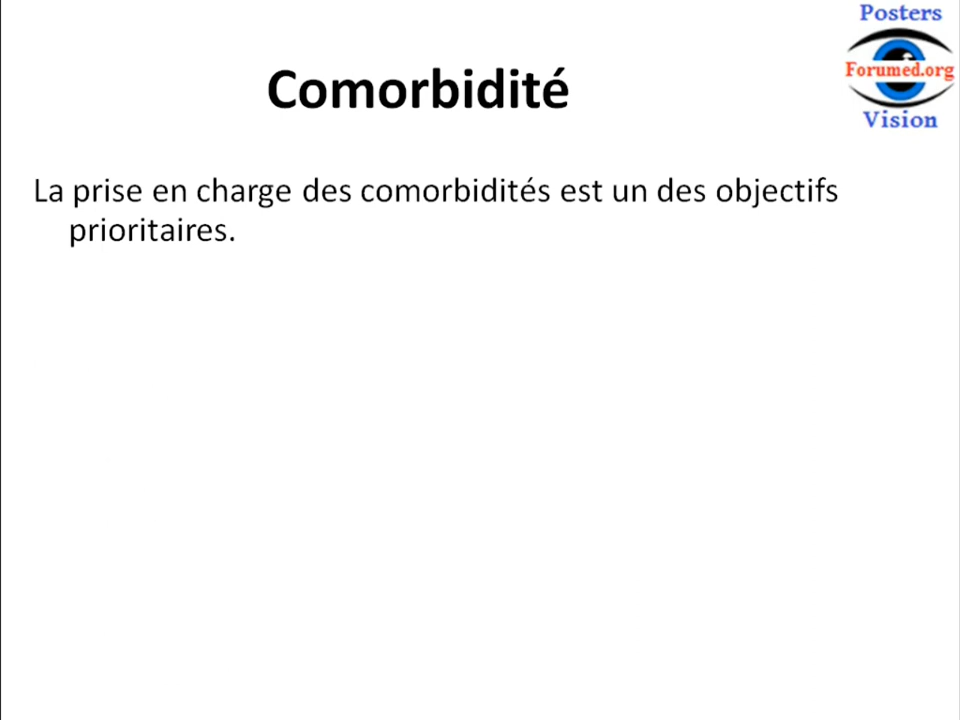 Posters
Forumed.org
Vision
Comorbidité
La prise en charge des comorbidités est un des objectifs
prioritaires.